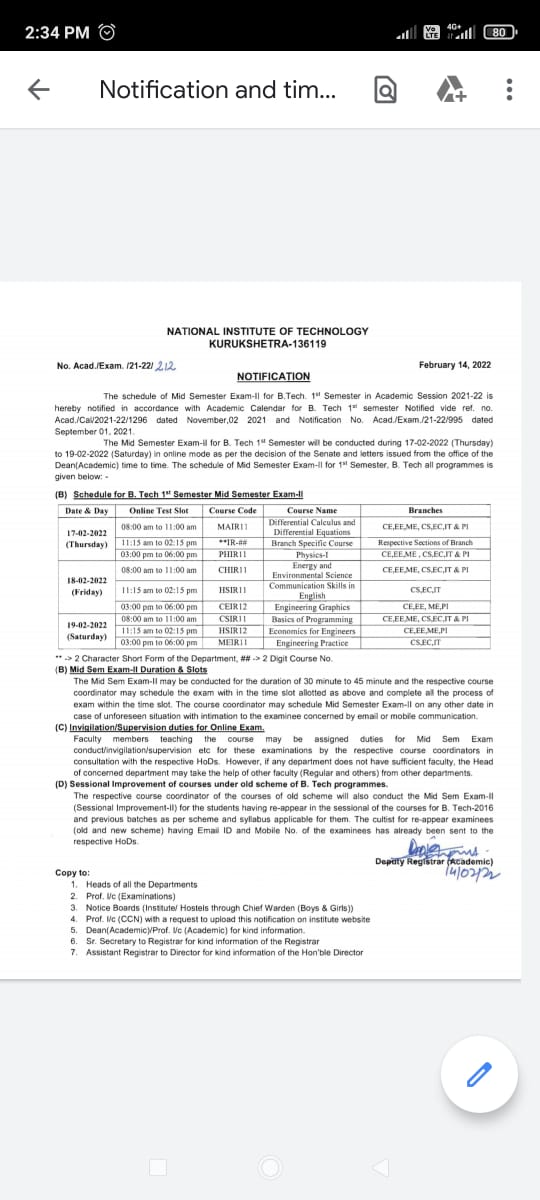 2:34 PM
Vo LTE 4G+ 80
Notification and tim...
NATIONAL INSTITUTE OF TECHNOLOGY
KURUKSHETRA-136119
No. Acad./Exam. /21-22/ 212
February 14, 2022
NOTIFICATION
The schedule of Mid Semester Exam-II for B.Tech. 1st Semester in Academic Session 2021-22 is
hereby notified in accordance with Academic Calendar for B. Tech 1st semester Notified vide ref. no.
Acad./Cal/2021-22/1296 dated November,02 2021 and Notification No. Acad./Exam./21-22/995 dated
September 01, 2021.
The Mid Semester Exam-II for B. Tech 1st Semester will be conducted during 17-02-2022 (Thursday)
to 19-02-2022 (Saturday) in online mode as per the decision of the Senate and letters issued from the office of the
Dean(Academic) time to time. The schedule of Mid Semester Exam-II for 1st Semester, B. Tech all programmes is
given below: -
(B) Schedule for B. Tech 1st Semester Mid Semester Exam-II
Date & Day Online Test Slot Course Code Course Name Branches
17-02-2022 (Thursday) 08:00 am to 11:00 am MAIR11 Differential Calculus and Differential Equations CE,EE,ME, CS,EC,IT & PI
11:15 am to 02:15 pm **IR-## Branch Specific Course Respective Sections of Branch
03:00 pm to 06:00 pm PHIR11 Physics-I CE,EE,ME , CS,EC,IT & PI
18-02-2022 (Friday) 08:00 am to 11:00 am CHIR11 Energy and Environmental Science CE,EE,ME, CS,EC,IT & PI
11:15 am to 02:15 pm HSIR11 Communication Skills in English CS,EC,IT
03:00 pm to 06:00 pm CEIR12 Engineering Graphics CE,EE, ME,PI
19-02-2022 (Saturday) 08:00 am to 11:00 am CSIR11 Basics of Programming CE,EE,ME, CS,EC,IT & PI
11:15 am to 02:15 pm HSIR12 Economics for Engineers CE,EE,ME,PI
03:00 pm to 06:00 pm MEIR11 Engineering Practice CS,EC,IT
** -> 2 Character Short Form of the Department, ## -> 2 Digit Course No.
(B) Mid Sem Exam-II Duration & Slots
The Mid Sem Exam-II may be conducted for the duration of 30 minute to 45 minute and the respective course
coordinator may schedule the exam with in the time slot allotted as above and complete all the process of
exam within the time slot. The course coordinator may schedule Mid Semester Exam-II on any other date in
case of unforeseen situation with intimation to the examinee concerned by email or mobile communication.
(C) Invigilation/Supervision duties for Online Exam.
Faculty members teaching the course may be assigned duties for Mid Sem Exam
conduct/invigilation/supervision etc for these examinations by the respective course coordinators in
consultation with the respective HoDs. However, if any department does not have sufficient faculty, the Head
of concerned department may take the help of other faculty (Regular and others) from other departments.
(D) Sessional Improvement of courses under old scheme of B. Tech programmes.
The respective course coordinator of the courses of old scheme will also conduct the Mid Sem Exam-II
(Sessional Improvement-II) for the students having re-appear in the sessional of the courses for B. Tech-2016
and previous batches as per scheme and syllabus applicable for them. The cultist for re-appear examinees
(old and new scheme) having Email ID and Mobile No. of the examinees has already been sent to the
respective HoDs.
Deputy Registrar (Academic)
14/02/22
Copy to:
1. Heads of all the Departments
2. Prof. I/c (Examinations)
3. Notice Boards (Institute/ Hostels through Chief Warden (Boys & Girls))
4. Prof. I/c (CCN) with a request to upload this notification on institute website
5. Dean(Academic)/Prof. I/c (Academic) for kind information.
6. Sr. Secretary to Registrar for kind information of the Registrar
7. Assistant Registrar to Director for kind information of the Hon'ble Director